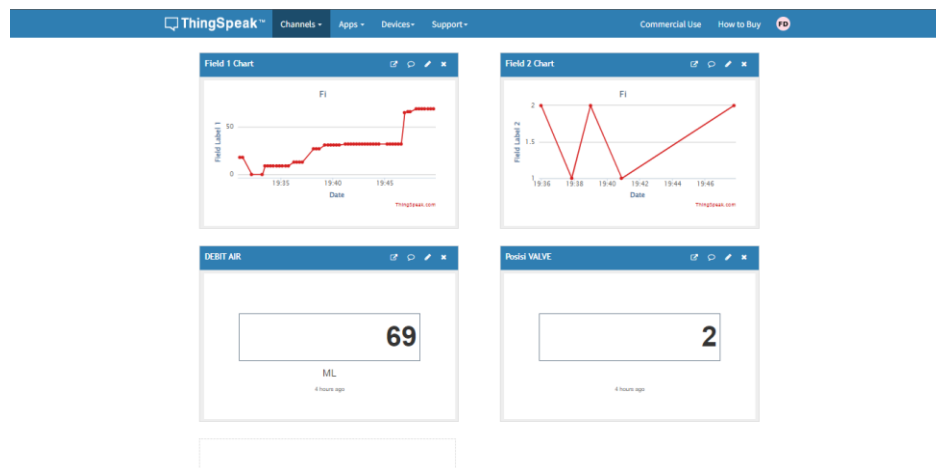 ThingSpeak™ Channels Apps Devices Support Commercial Use How to Buy FD
Field 1 Chart
Fi
Field Label 1
50
0
19:35 19:40 19:45
Date
ThingSpeak.com
Field 2 Chart
Fi
Field Label 2
2
1.5
1
19:36 19:38 19:40 19:42 19:44 19:46
Date
ThingSpeak.com
DEBIT AIR
69
ML
4 hours ago
Posisi VALVE
2
4 hours ago